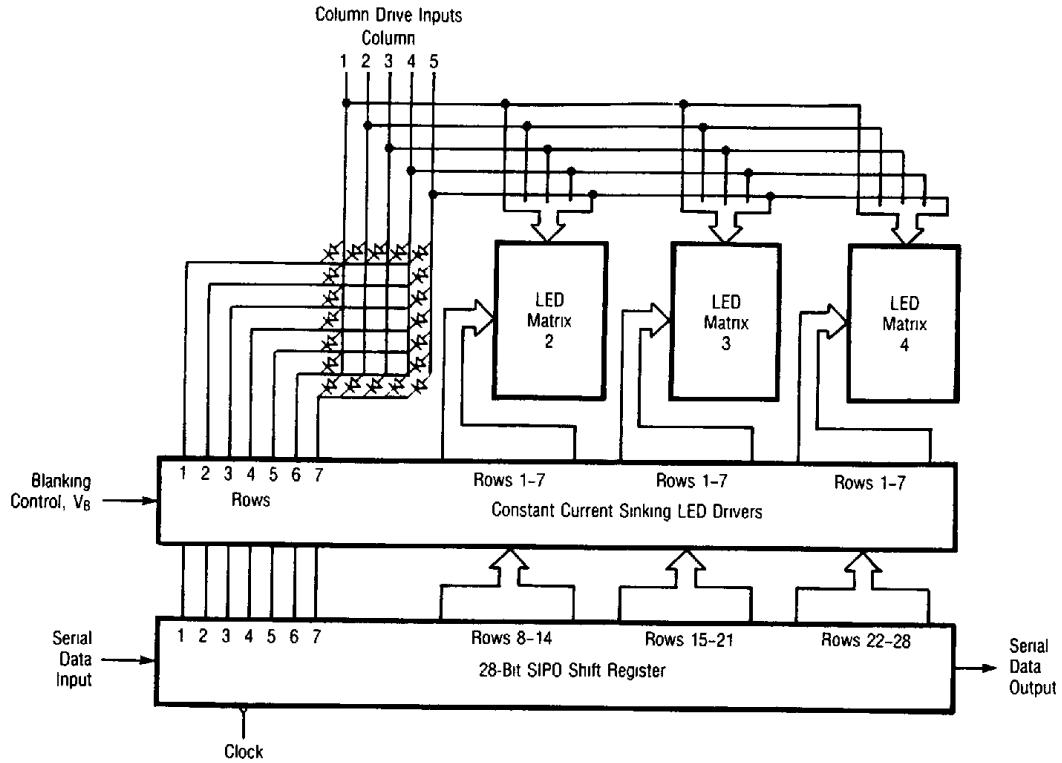 Column Drive Inputs
Column
1 2 3 4 5
LED
Matrix
2
LED
Matrix
3
LED
Matrix
4
1 2 3 4 5 6 7
Rows
Rows 1–7
Rows 1–7
Rows 1–7
Blanking
Control, VB
Constant Current Sinking LED Drivers
1 2 3 4 5 6 7
Rows 8–14
Rows 15–21
Rows 22–28
Serial
Data
Input
28-Bit SIPO Shift Register
Serial
Data
Output
Clock